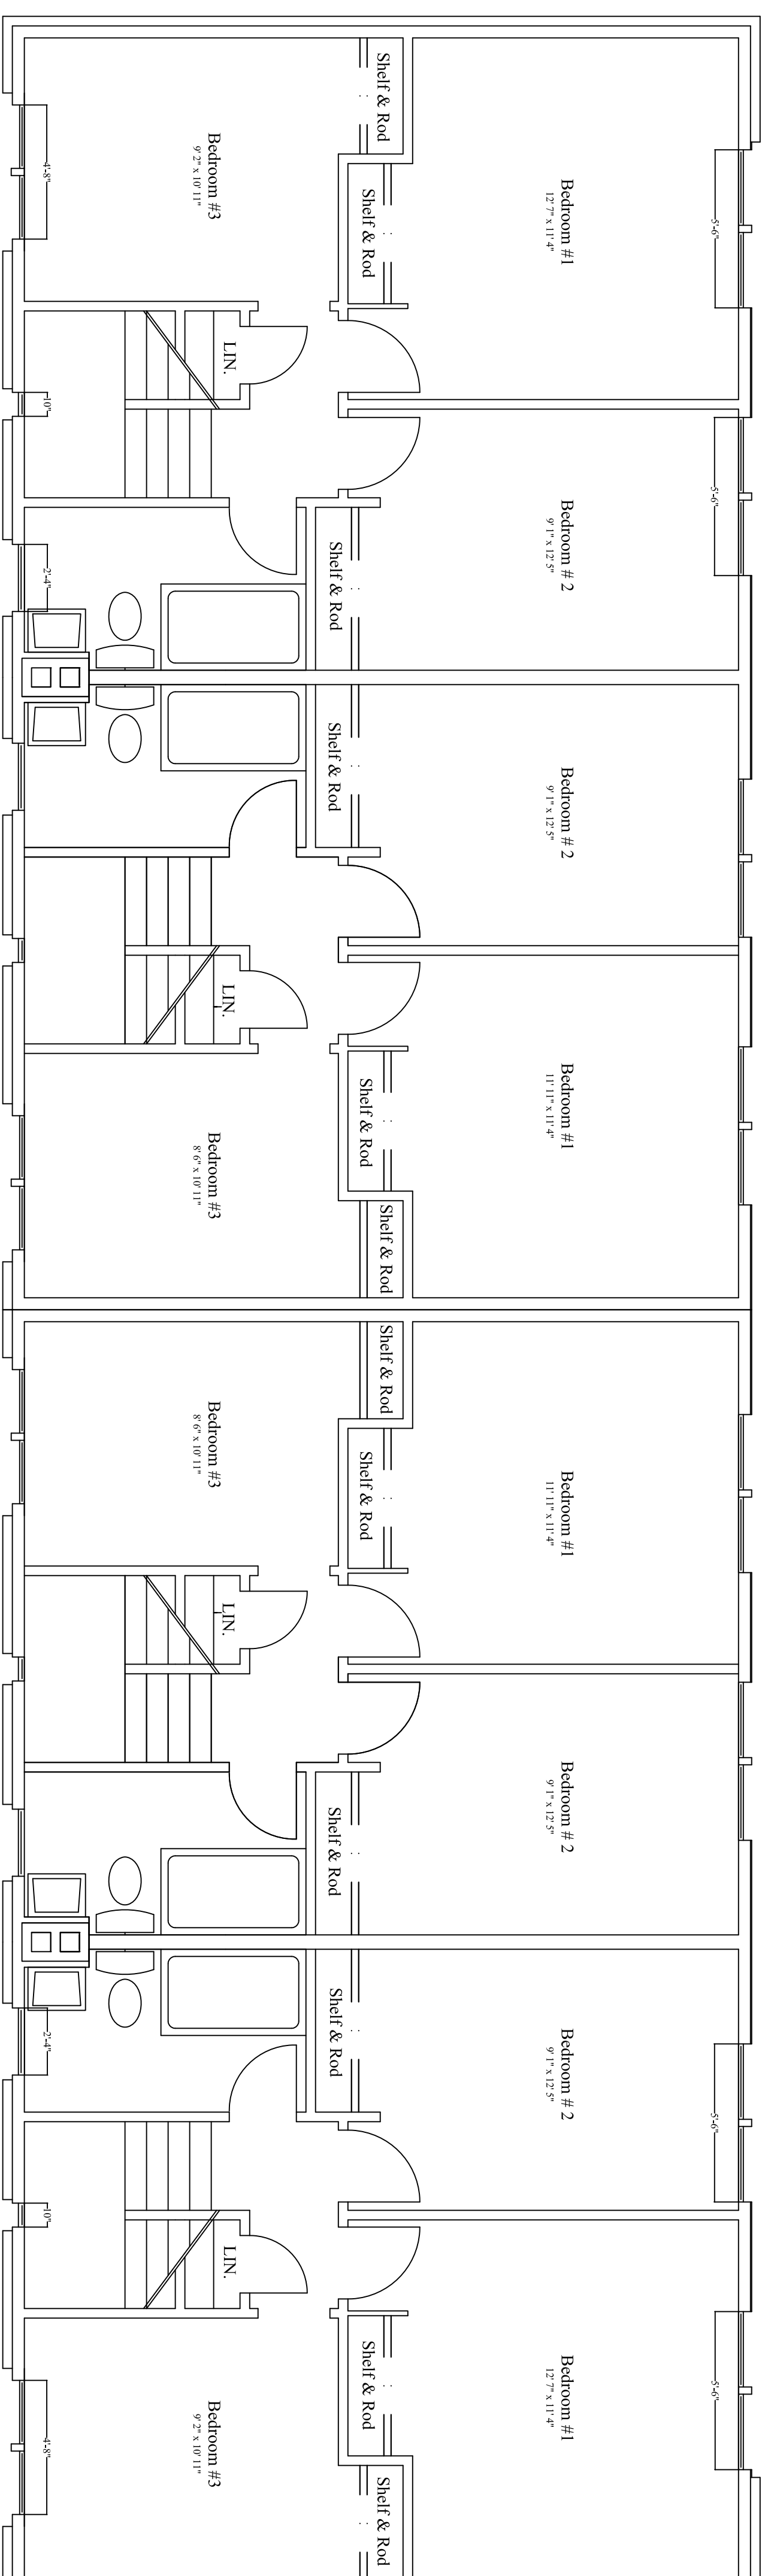 Shelf & Rod
Bedroom #3
9' 2" x 10' 11"
4'-8"
Shelf & Rod
Bedroom #1
12' 7" x 11' 4"
5'-6"
LIN.
10"
Bedroom # 2
9' 1" x 12' 5"
5'-6"
Shelf & Rod
2'-4"
Shelf & Rod
Bedroom # 2
9' 1" x 12' 5"
LIN.
Bedroom #1
11' 11" x 11' 4"
Shelf & Rod
Bedroom #3
8' 6" x 10' 11"
Shelf & Rod
Shelf & Rod
Bedroom #3
8' 6" x 10' 11"
Shelf & Rod
Bedroom #1
11' 11" x 11' 4"
LIN.
Bedroom # 2
9' 1" x 12' 5"
Shelf & Rod
Shelf & Rod
2'-4"
Bedroom # 2
9' 1" x 12' 5"
5'-6"
10"
LIN.
Shelf & Rod
Bedroom #1
12' 7" x 11' 4"
5'-6"
Bedroom #3
9' 2" x 10' 11"
4'-8"
Shelf & Rod